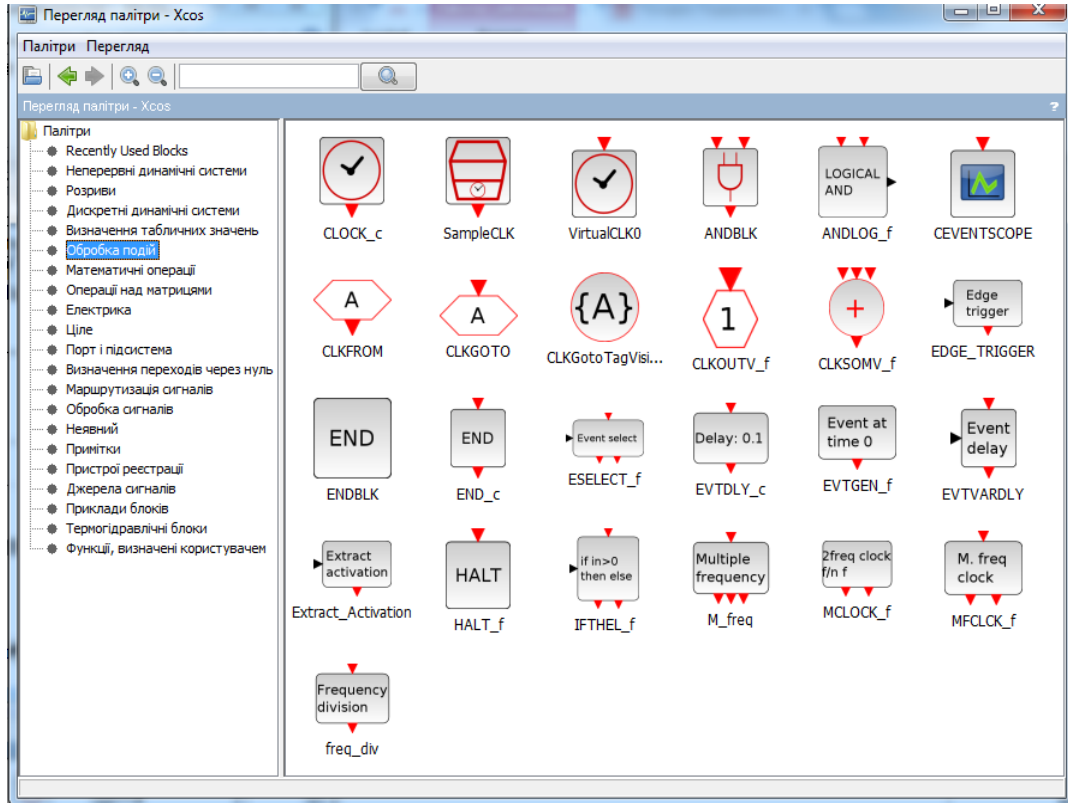 Перегляд палітри - Xcos
Палітри Перегляд
Перегляд палітри - Xcos ?
Палітри
Recently Used Blocks
Неперервні динамічні системи
Розриви
Дискретні динамічні системи
Визначення табличних значень
Обробка подій
Математичні операції
Операції над матрицями
Електрика
Ціле
Порт і підсистема
Визначення переходів через нуль
Маршрутизація сигналів
Обробка сигналів
Неявний
Примітки
Пристрої реєстрації
Джерела сигналів
Приклади блоків
Термогідравлічні блоки
Функції, визначені користувачем
LOGICAL
AND
CLOCK_c SampleCLK VirtualCLK0 ANDBLK ANDLOG_f CEVENTSCOPE
A A {A} 1 + Edge
trigger
CLKFROM CLKGOTO CLKGotoTagVisi... CLKOUTV_f CLKSOMV_f EDGE_TRIGGER
END END Event select Delay: 0.1 Event at
time 0 Event
delay
ENDBLK END_c ESELECT_f EVTDLY_c EVTGEN_f EVTVARDLY
Extract
activation HALT if in>0
then else Multiple
frequency 2freq clock
f/n f M. freq
clock
Extract_Activation HALT_f IFTHEL_f M_freq MCLOCK_f MFCLCK_f
Frequency
division
freq_div